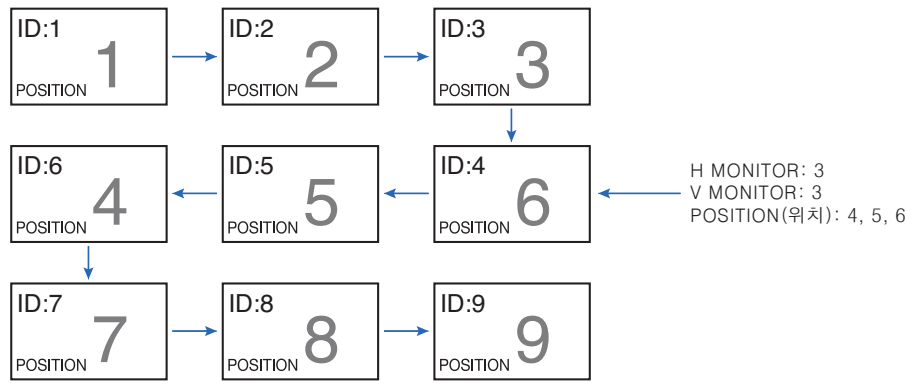 ID:1
1
POSITION
ID:2
2
POSITION
ID:3
3
POSITION
ID:6
4
POSITION
ID:5
5
POSITION
ID:4
6
POSITION
H MONITOR: 3
V MONITOR: 3
POSITION(위치): 4, 5, 6
ID:7
7
POSITION
ID:8
8
POSITION
ID:9
9
POSITION